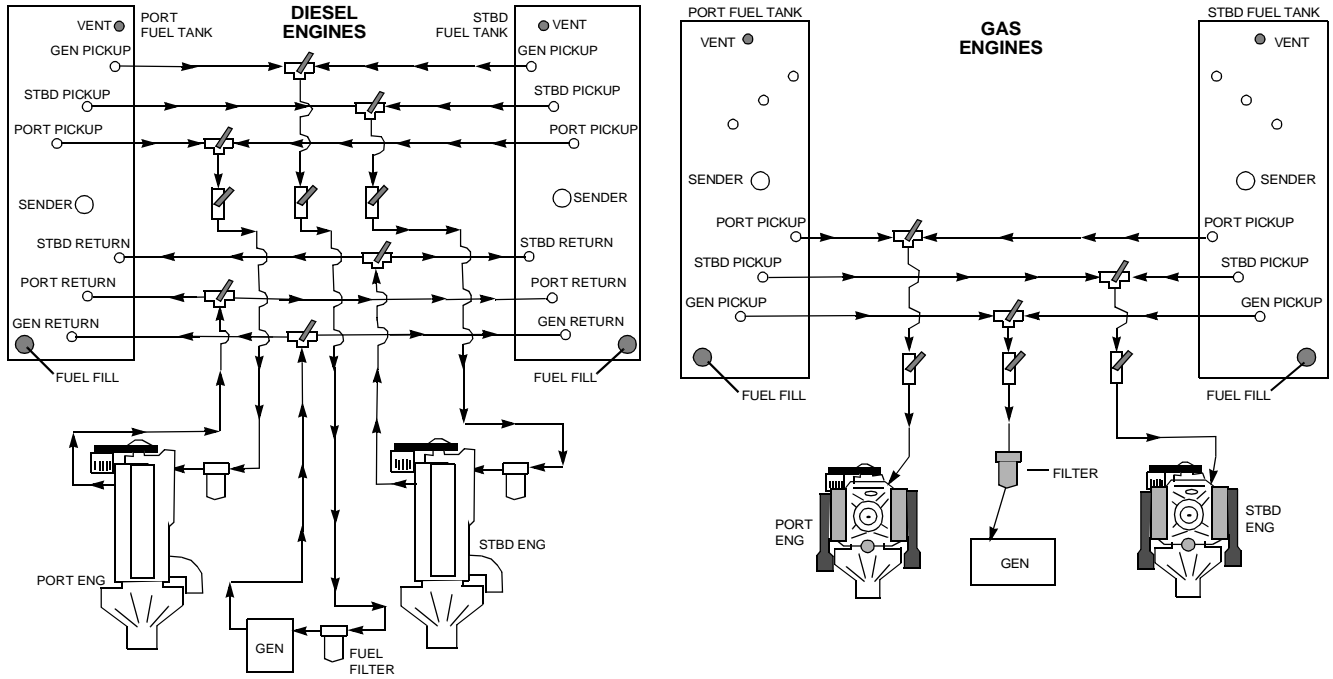 DIESEL
ENGINES
VENT
PORT
FUEL TANK
STBD
FUEL TANK
VENT
GEN PICKUP
GEN PICKUP
STBD PICKUP
STBD PICKUP
PORT PICKUP
PORT PICKUP
SENDER
SENDER
STBD RETURN
STBD RETURN
PORT RETURN
PORT RETURN
GEN RETURN
GEN RETURN
FUEL FILL
FUEL FILL
PORT ENG
STBD ENG
GEN
FUEL
FILTER
PORT FUEL TANK
STBD FUEL TANK
GAS
ENGINES
VENT
VENT
SENDER
SENDER
PORT PICKUP
PORT PICKUP
STBD PICKUP
STBD PICKUP
GEN PICKUP
GEN PICKUP
FUEL FILL
FUEL FILL
FILTER
PORT
ENG
STBD
ENG
GEN